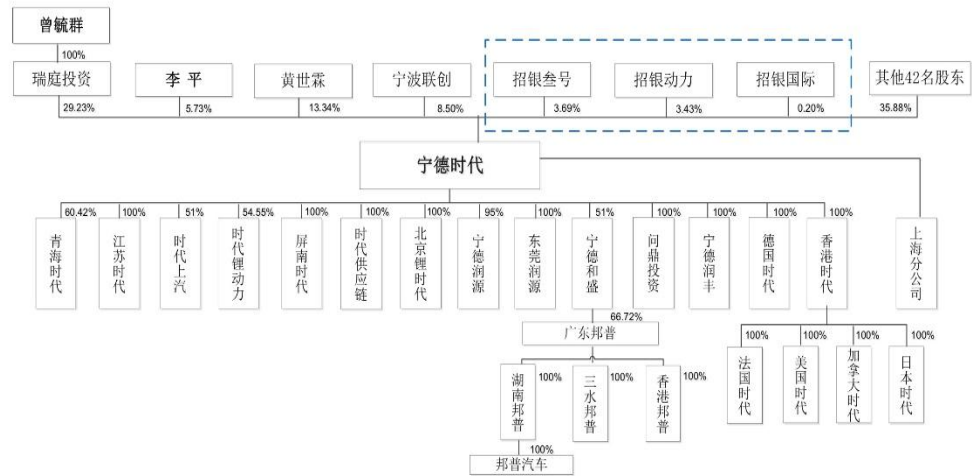 曾毓群
100%
瑞庭投资
李 平
黄世霖
宁波联创
招银叁号
招银动力
招银国际
其他42名股东
29.23%
5.73%
13.34%
8.50%
3.69%
3.43%
0.20%
35.88%
宁德时代
60.42%
100%
51%
54.55%
100%
100%
100%
95%
100%
51%
100%
100%
100%
100%
青海时代
江苏时代
时代上汽
时代锂动力
屏南时代
时代供应链
北京锂时代
宁德润源
东莞润源
宁德和盛
问鼎投资
宁德润丰
德国时代
香港时代
上海分公司
66.72%
广东邦普
100%
100%
100%
100%
法国时代
美国时代
加拿大时代
日本时代
湖南邦普
100%
三水邦普
100%
香港邦普
100%
100%
邦普汽车